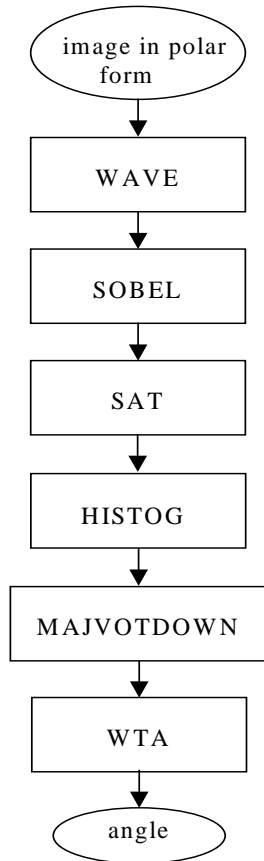 image in polar
form
WAVE
SOBEL
SAT
HISTOG
MAJVOTDOWN
WTA
angle